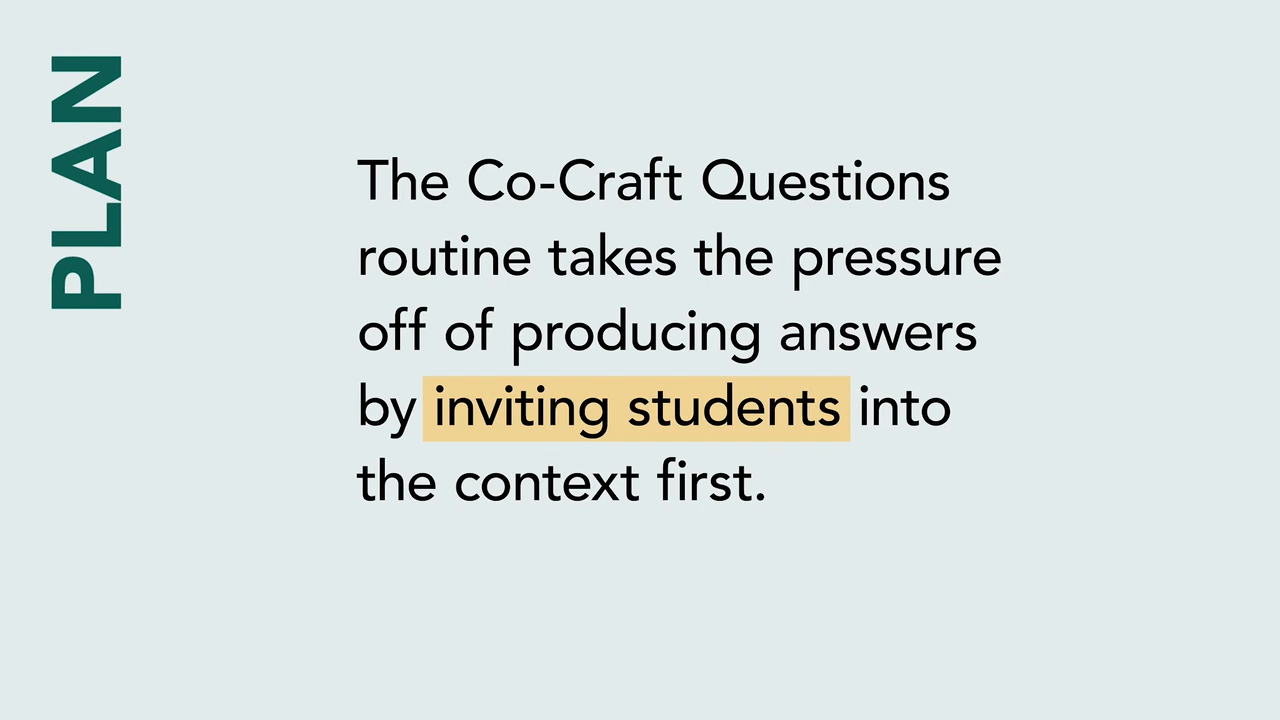 PLAN
The Co-Craft Questions
routine takes the pressure
off of producing answers
by inviting students into
the context first.